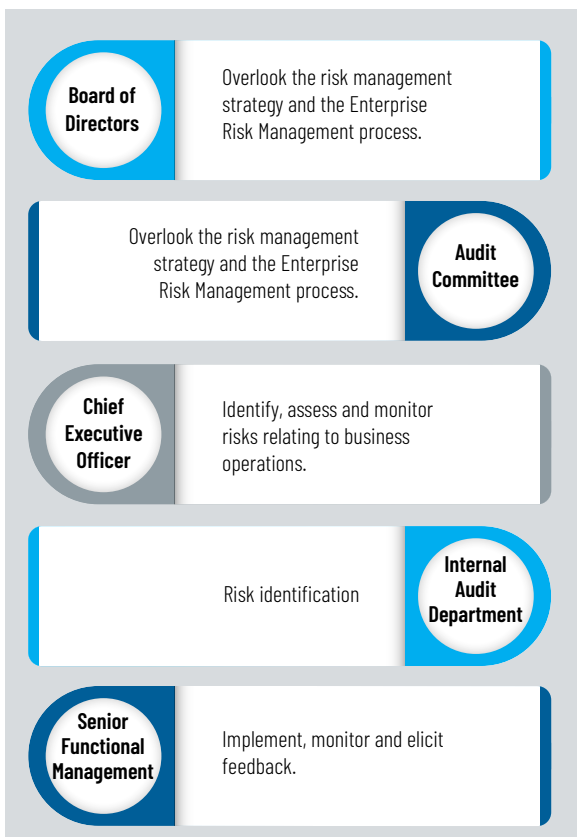 Board of
Directors
Overlook the risk management
strategy and the Enterprise
Risk Management process.
Overlook the risk management
strategy and the Enterprise
Risk Management process.
Audit
Committee
Chief
Executive
Officer
Identify, assess and monitor
risks relating to business
operations.
Risk identification
Internal
Audit
Department
Senior
Functional
Management
Implement, monitor and elicit
feedback.